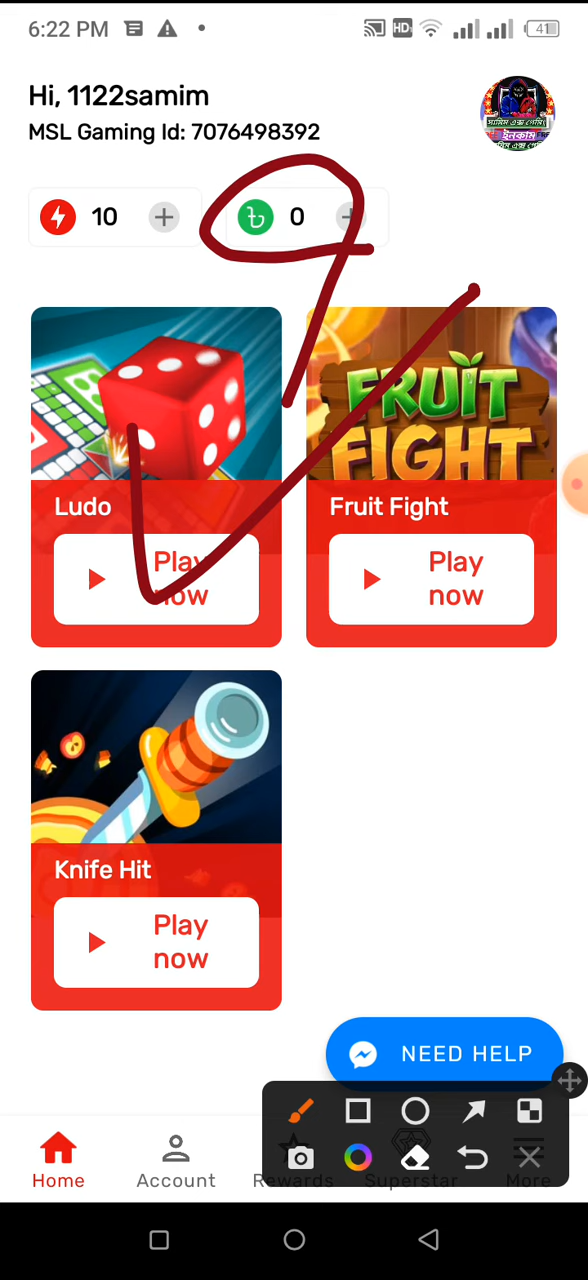 6:22 PM
HD
41
Hi, 1122samim
MSL Gaming Id: 7076498392
ইনকাম
10
৳ 0
FRUIT
FIGHT
Ludo
Fruit Fight
Play
now
Play
now
Knife Hit
Play
now
NEED HELP
Home
Account
Rewards
Superstar
More